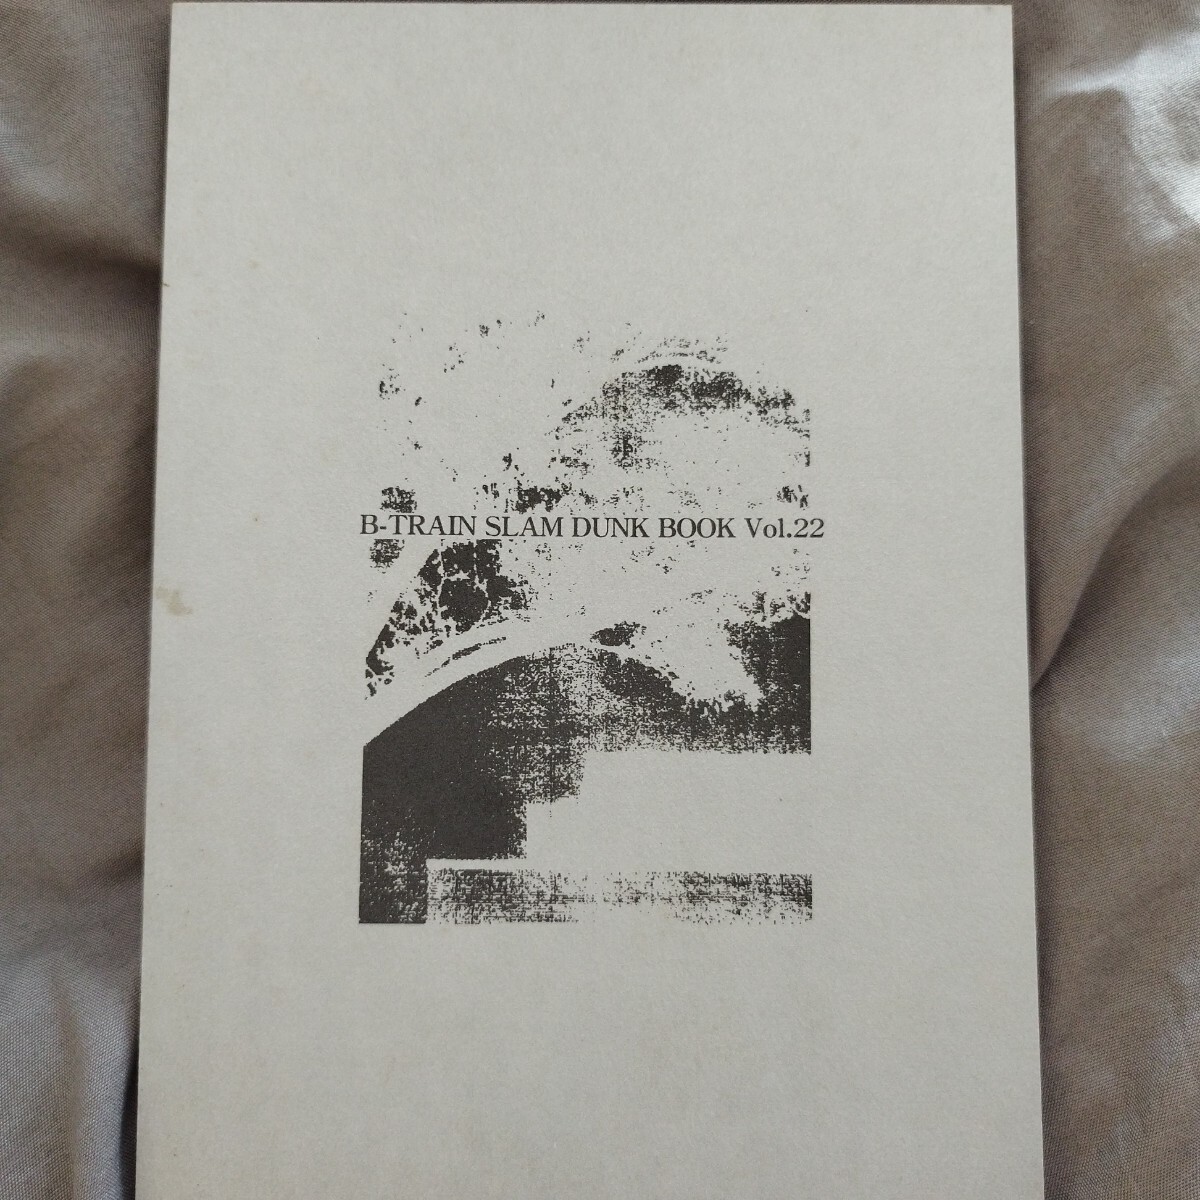 B-TRAIN SLAM DUNK BOOK Vol.22